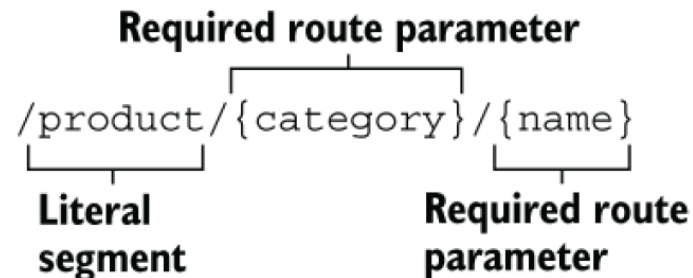 Required route parameter
/product/{category}/{name}
Literal
segment
Required route
parameter